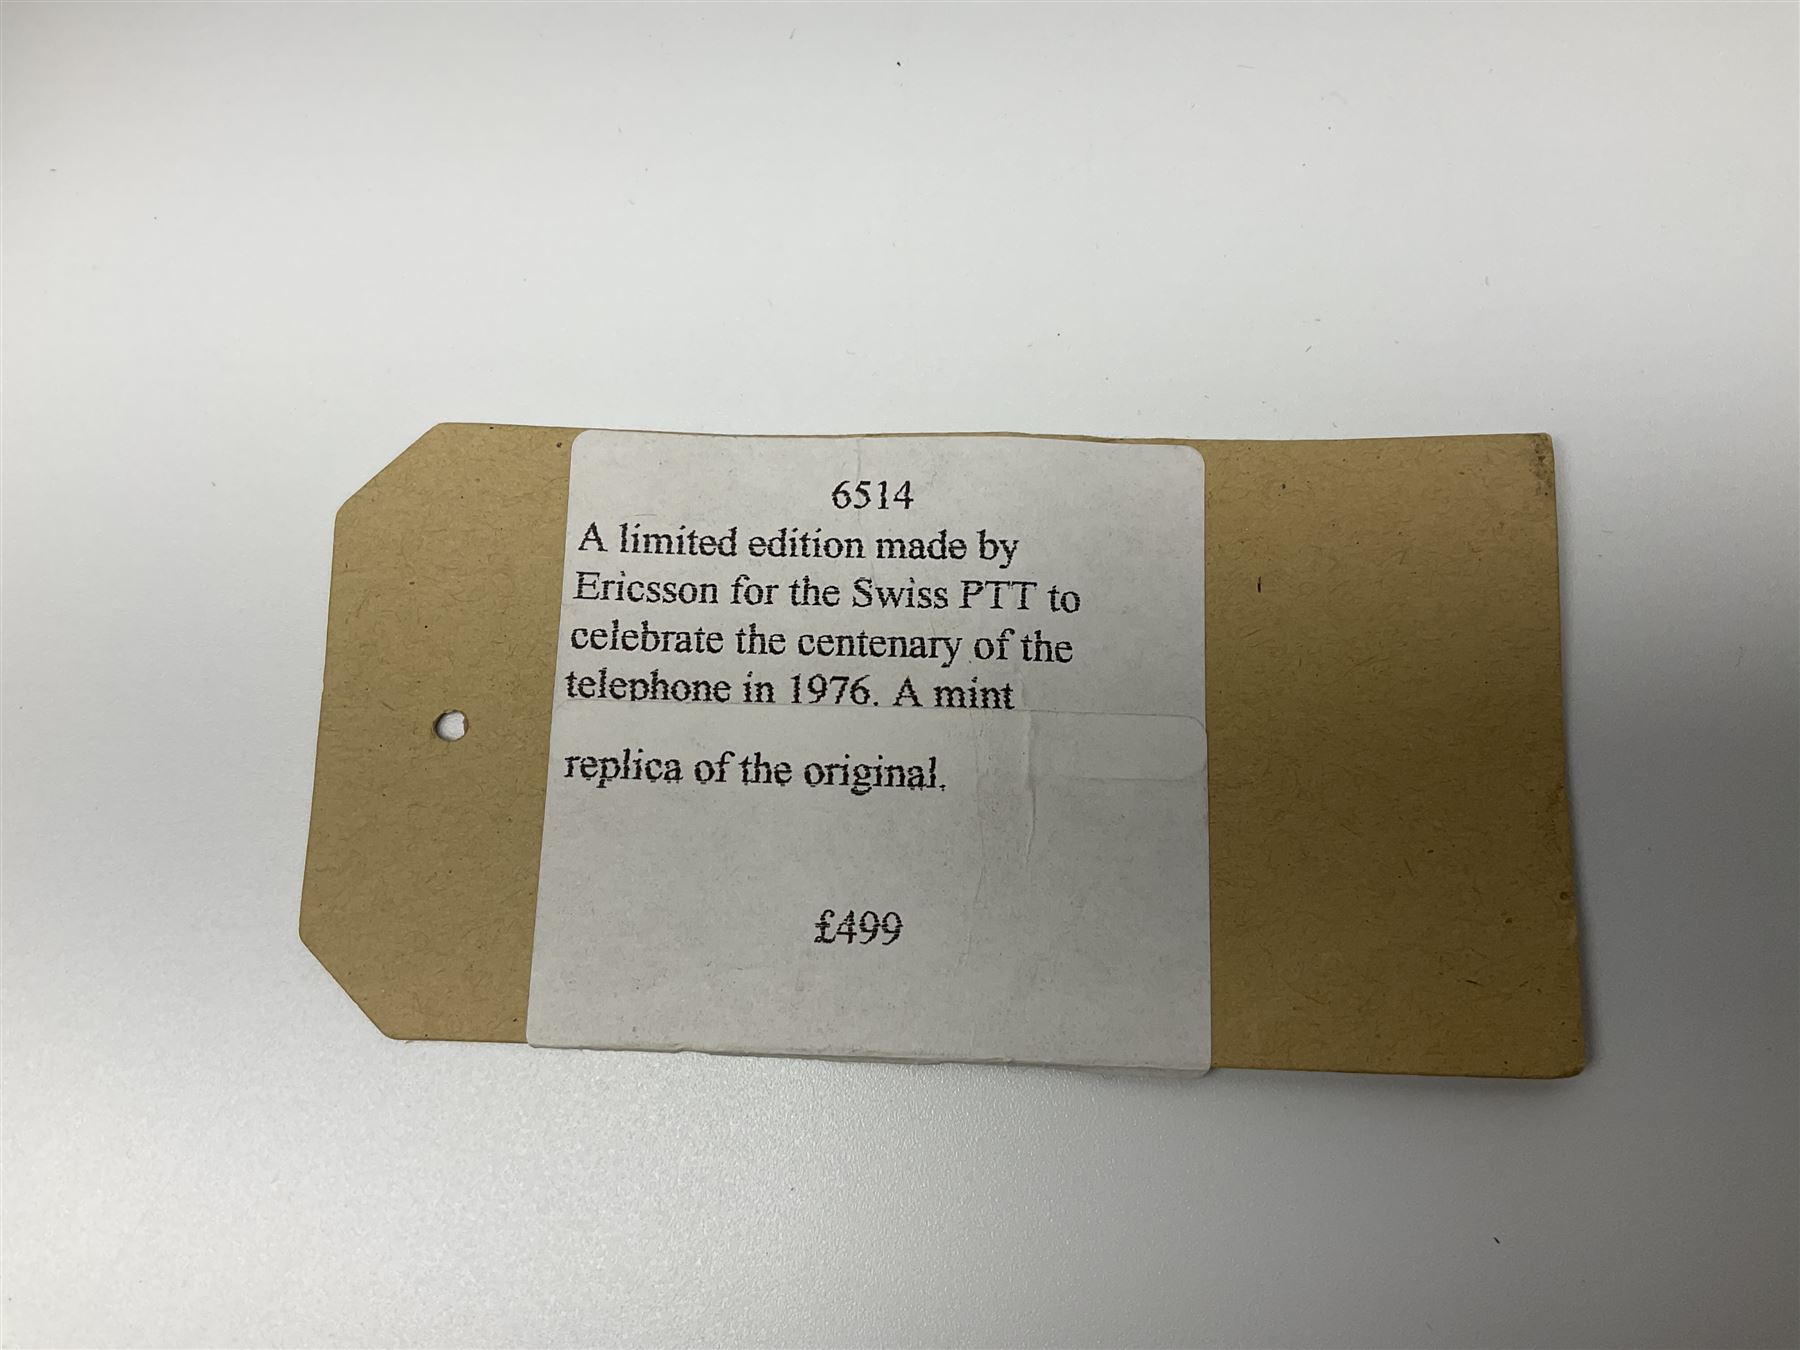 6514
A limited edition made by
Ericsson for the Swiss PTT to
celebrate the centenary of the
telephone in 1976. A mint
replica of the original.
£499